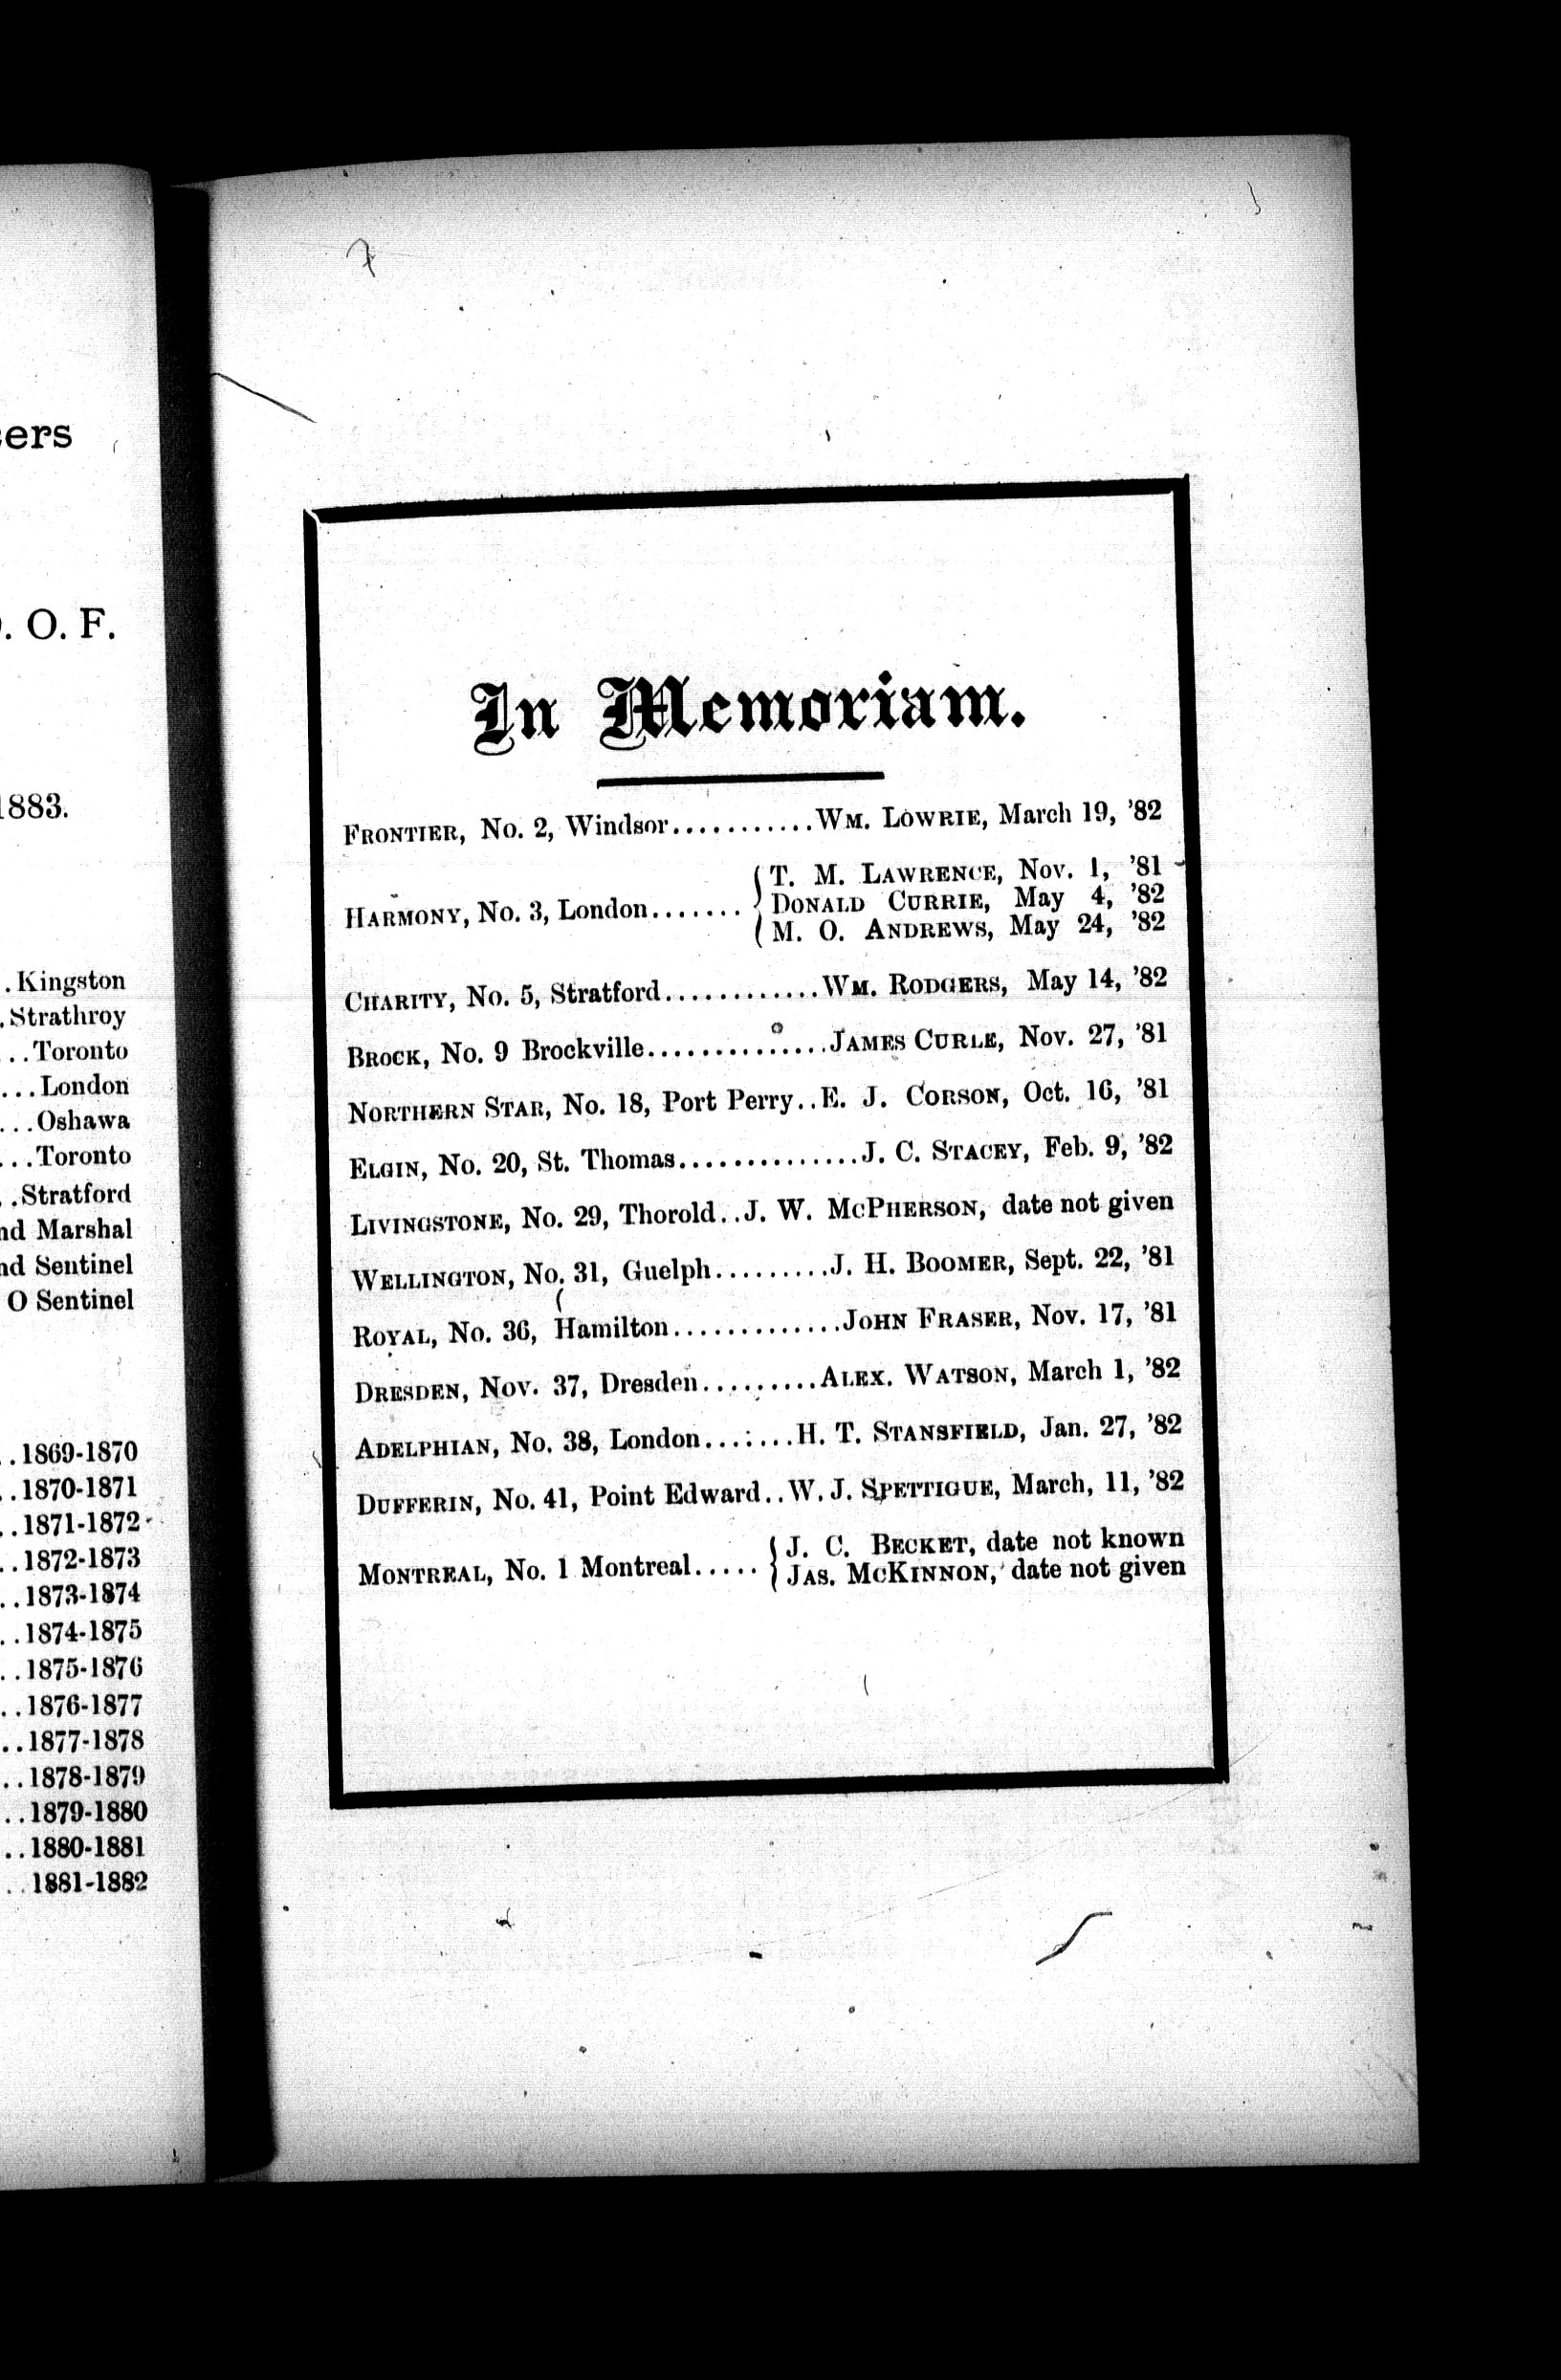 cers
O. F.
1883.
. Kingston
. Strathroy
...Toronto
....London
...Oshawa
...Toronto
..Stratford
nd Marshal
nd Sentinel
O Sentinel
..1869-1870
..1870-1871
..1871-1872
..1872-1873
..1873-1874
..1874-1875
..1875-1876
..1876-1877
..1877-1878
..1878-1879
..1879-1880
..1880-1881
..1881-1882
In Memoriam.
FRONTIER, No. 2, Windsor...........WM. LOWRIE, March 19, '82
HARMONY, No. 3, London.......
T. M. LAWRENCE, Nov. 1, '81
DONALD CURRIE, May 4, '82
M. O. ANDREWS, May 24, '82
CHARITY, No. 5, Stratford............WM. RODGERS, May 14, '82
BROCK, No. 9 Brockville..............JAMES CURLE, Nov. 27, '81
NORTHERN STAR, No. 18, Port Perry..E. J. CORSON, Oct. 16, '81
ELGIN, No. 20, St. Thomas..............J. C. STACEY, Feb. 9, '82
LIVINGSTONE, No. 29, Thorold..J. W. MCPHERSON, date not given
WELLINGTON, No. 31, Guelph.........J. H. BOOMER, Sept. 22, '81
ROYAL, No. 36, Hamilton.............JOHN FRASER, Nov. 17, '81
DRESDEN, Nov. 37, Dresden.........ALEX. WATSON, March 1, '82
ADELPHIAN, No. 38, London.......H. T. STANSFIELD, Jan. 27, '82
DUFFERIN, No. 41, Point Edward..W. J. SPETTIGUE, March, 11, '82
MONTREAL, No. 1 Montreal.....
J. C. BECKET, date not known
JAS. MCKINNON, date not given